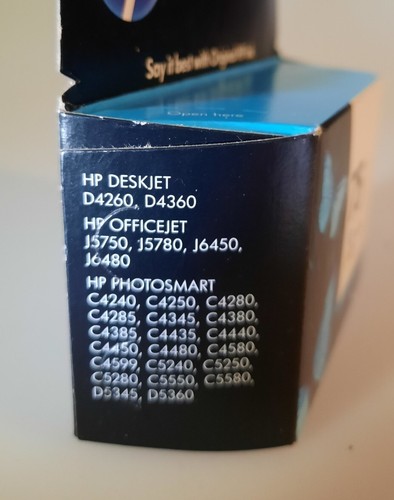 Say it best with Original HP ink
Open here
HP DESKJET
D4260, D4360
HP OFFICEJET
J5750, J5780, J6450,
J6480
HP PHOTOSMART
C4240, C4250, C4280,
C4285, C4345, C4380,
C4385, C4435, C4440,
C4450, C4480, C4580,
C4599, C5240, C5250,
C5280, C5550, C5580,
D5345, D5360